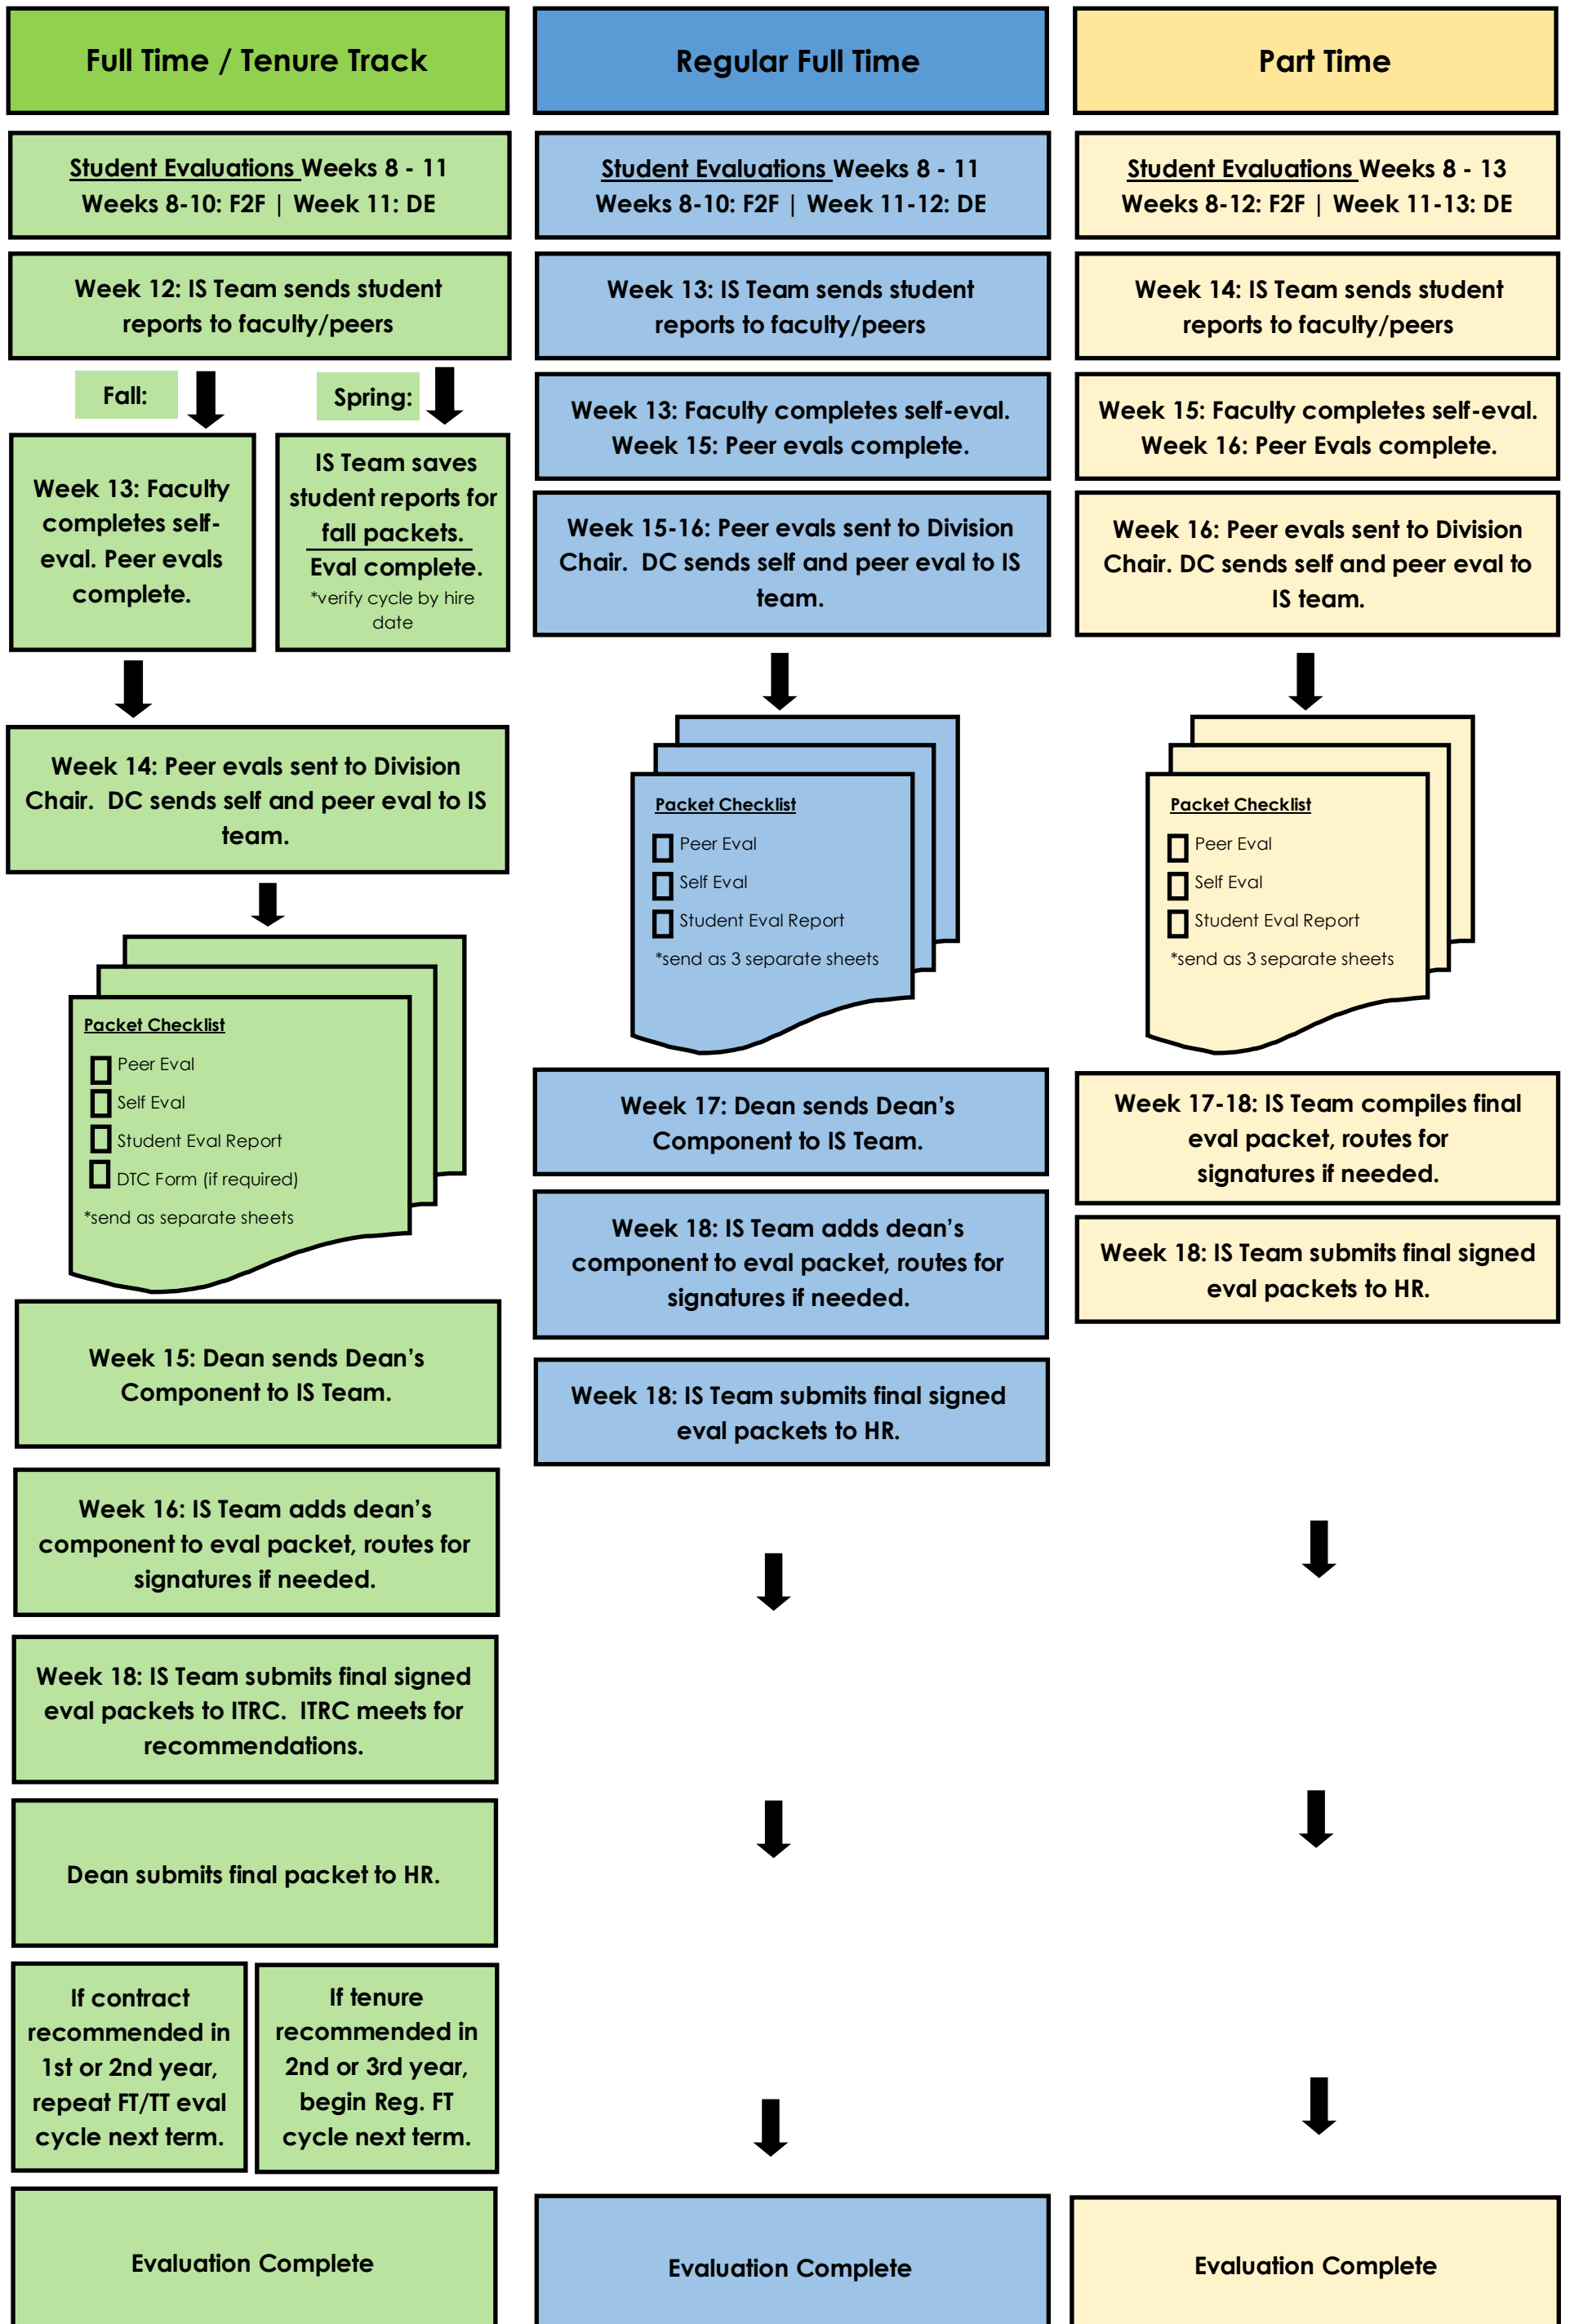 Full Time / Tenure Track
Student Evaluations Weeks 8 - 11
Weeks 8-10: F2F | Week 11: DE
Week 12: IS Team sends student
reports to faculty/peers
Fall:
Spring:
Week 13: Faculty
completes self-
eval. Peer evals
complete.
IS Team saves
student reports for
fall packets.
Eval complete.
*verify cycle by hire
date
Week 14: Peer evals sent to Division
Chair. DC sends self and peer eval to IS
team.
Packet Checklist
Peer Eval
Self Eval
Student Eval Report
DTC Form (if required)
*send as separate sheets
Week 15: Dean sends Dean’s
Component to IS Team.
Week 16: IS Team adds dean’s
component to eval packet, routes for
signatures if needed.
Week 18: IS Team submits final signed
eval packets to ITRC. ITRC meets for
recommendations.
Dean submits final packet to HR.
If contract
recommended in
1st or 2nd year,
repeat FT/TT eval
cycle next term.
If tenure
recommended in
2nd or 3rd year,
begin Reg. FT
cycle next term.
Evaluation Complete
Regular Full Time
Student Evaluations Weeks 8 - 11
Weeks 8-10: F2F | Week 11-12: DE
Week 13: IS Team sends student
reports to faculty/peers
Week 13: Faculty completes self-eval.
Week 15: Peer evals complete.
Week 15-16: Peer evals sent to Division
Chair. DC sends self and peer eval to IS
team.
Packet Checklist
Peer Eval
Self Eval
Student Eval Report
*send as 3 separate sheets
Week 17: Dean sends Dean’s
Component to IS Team.
Week 18: IS Team adds dean’s
component to eval packet, routes for
signatures if needed.
Week 18: IS Team submits final signed
eval packets to HR.
Evaluation Complete
Part Time
Student Evaluations Weeks 8 - 13
Weeks 8-12: F2F | Week 11-13: DE
Week 14: IS Team sends student
reports to faculty/peers
Week 15: Faculty completes self-eval.
Week 16: Peer Evals complete.
Week 16: Peer evals sent to Division
Chair. DC sends self and peer eval to
IS team.
Packet Checklist
Peer Eval
Self Eval
Student Eval Report
*send as 3 separate sheets
Week 17-18: IS Team compiles final
eval packet, routes for
signatures if needed.
Week 18: IS Team submits final signed
eval packets to HR.
Evaluation Complete